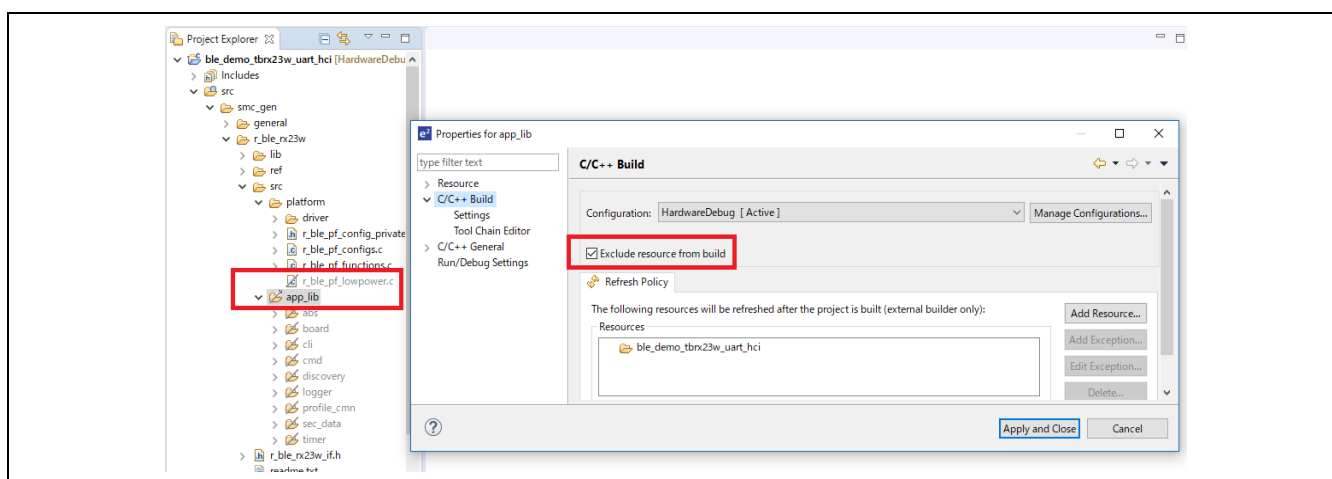 Project Explorer
ble_demo_tbrx23w_uart_hci [HardwareDebu
Includes
src
smc_gen
general
r_ble_rx23w
lib
ref
src
platform
driver
r_ble_pf_config_private
r_ble_pf_configs.c
r_ble_pf_functions.c
r_ble_pf_lowpower.c
app_lib
abs
board
cli
cmd
discovery
logger
profile_cmn
sec_data
timer
r_ble_rx23w_if.h
readme.txt
e² Properties for app_lib
type filter text
Resource
C/C++ Build
Settings
Tool Chain Editor
C/C++ General
Run/Debug Settings
C/C++ Build
Configuration: HardwareDebug [ Active ]
Manage Configurations...
Exclude resource from build
Refresh Policy
The following resources will be refreshed after the project is built (external builder only):
Resources
ble_demo_tbrx23w_uart_hci
Add Resource...
Add Exception...
Edit Exception...
Delete...
Apply and Close
Cancel